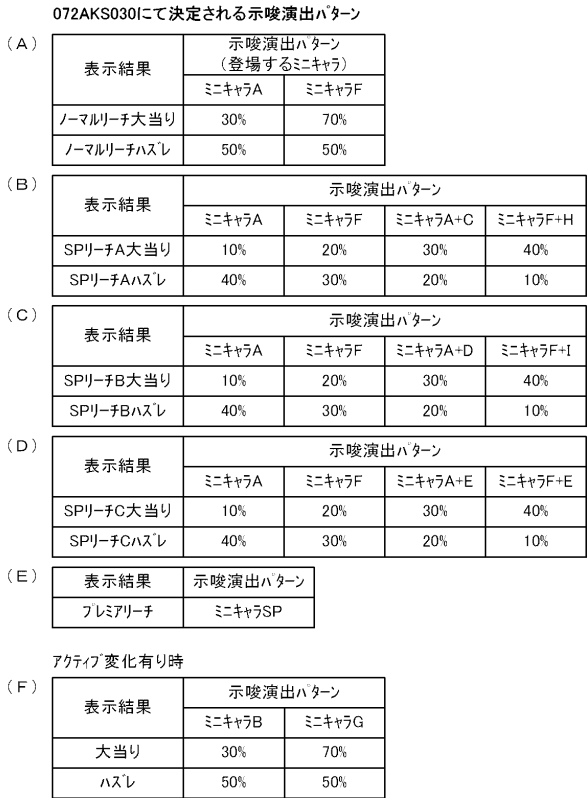 072AKS030にて決定される示唆演出ﾊﾟﾀｰﾝ
（A）
表示結果 示唆演出ﾊﾟﾀｰﾝ
（登場するﾐﾆｷｬﾗ）
ﾐﾆｷｬﾗA ﾐﾆｷｬﾗF
ﾉｰﾏﾙﾘｰﾁ大当り 30% 70%
ﾉｰﾏﾙﾘｰﾁﾊｽﾞﾚ 50% 50%
（B）
表示結果 示唆演出ﾊﾟﾀｰﾝ
ﾐﾆｷｬﾗA ﾐﾆｷｬﾗF ﾐﾆｷｬﾗA+C ﾐﾆｷｬﾗF+H
SPﾘｰﾁA大当り 10% 20% 30% 40%
SPﾘｰﾁAﾊｽﾞﾚ 40% 30% 20% 10%
（C）
表示結果 示唆演出ﾊﾟﾀｰﾝ
ﾐﾆｷｬﾗA ﾐﾆｷｬﾗF ﾐﾆｷｬﾗA+D ﾐﾆｷｬﾗF+I
SPﾘｰﾁB大当り 10% 20% 30% 40%
SPﾘｰﾁBﾊｽﾞﾚ 40% 30% 20% 10%
（D）
表示結果 示唆演出ﾊﾟﾀｰﾝ
ﾐﾆｷｬﾗA ﾐﾆｷｬﾗF ﾐﾆｷｬﾗA+E ﾐﾆｷｬﾗF+E
SPﾘｰﾁC大当り 10% 20% 30% 40%
SPﾘｰﾁCﾊｽﾞﾚ 40% 30% 20% 10%
（E）
表示結果 示唆演出ﾊﾟﾀｰﾝ
ﾌﾟﾚﾐｱﾘｰﾁ ﾐﾆｷｬﾗSP
ｱｸﾃｨﾌﾞ変化有り時
（F）
表示結果 示唆演出ﾊﾟﾀｰﾝ
ﾐﾆｷｬﾗB ﾐﾆｷｬﾗG
大当り 30% 70%
ﾊｽﾞﾚ 50% 50%